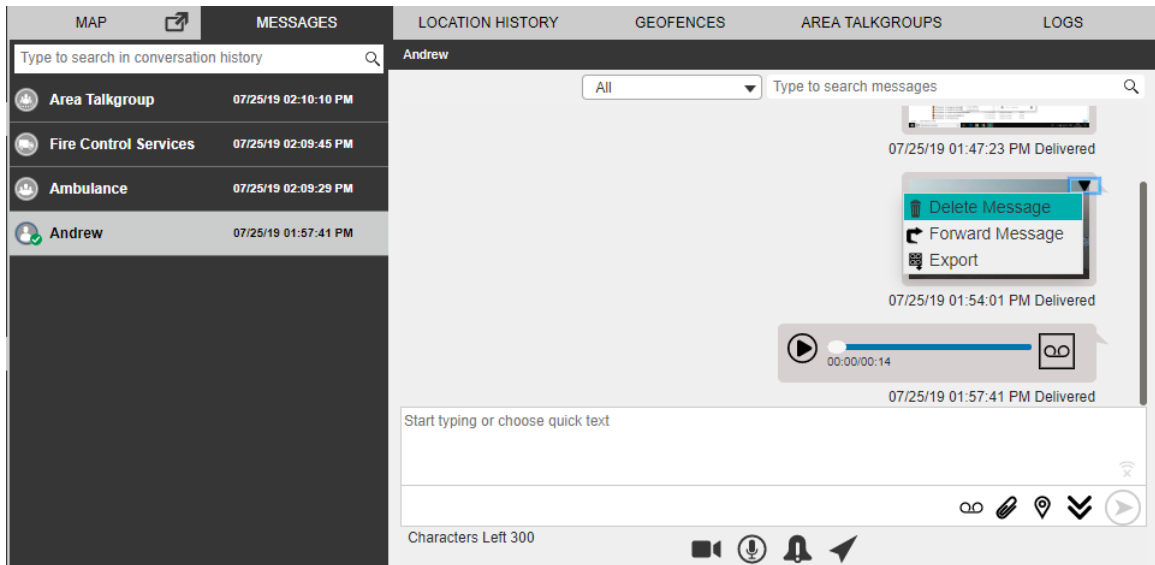 MAP MESSAGES LOCATION HISTORY GEOFENCES AREA TALKGROUPS LOGS
Type to search in conversation history
Area Talkgroup 07/25/19 02:10:10 PM
Fire Control Services 07/25/19 02:09:45 PM
Ambulance 07/25/19 02:09:29 PM
Andrew 07/25/19 01:57:41 PM
Andrew
All Type to search messages
07/25/19 01:47:23 PM Delivered
Delete Message
Forward Message
Export
07/25/19 01:54:01 PM Delivered
00:00/00:14
07/25/19 01:57:41 PM Delivered
Start typing or choose quick text
Characters Left 300